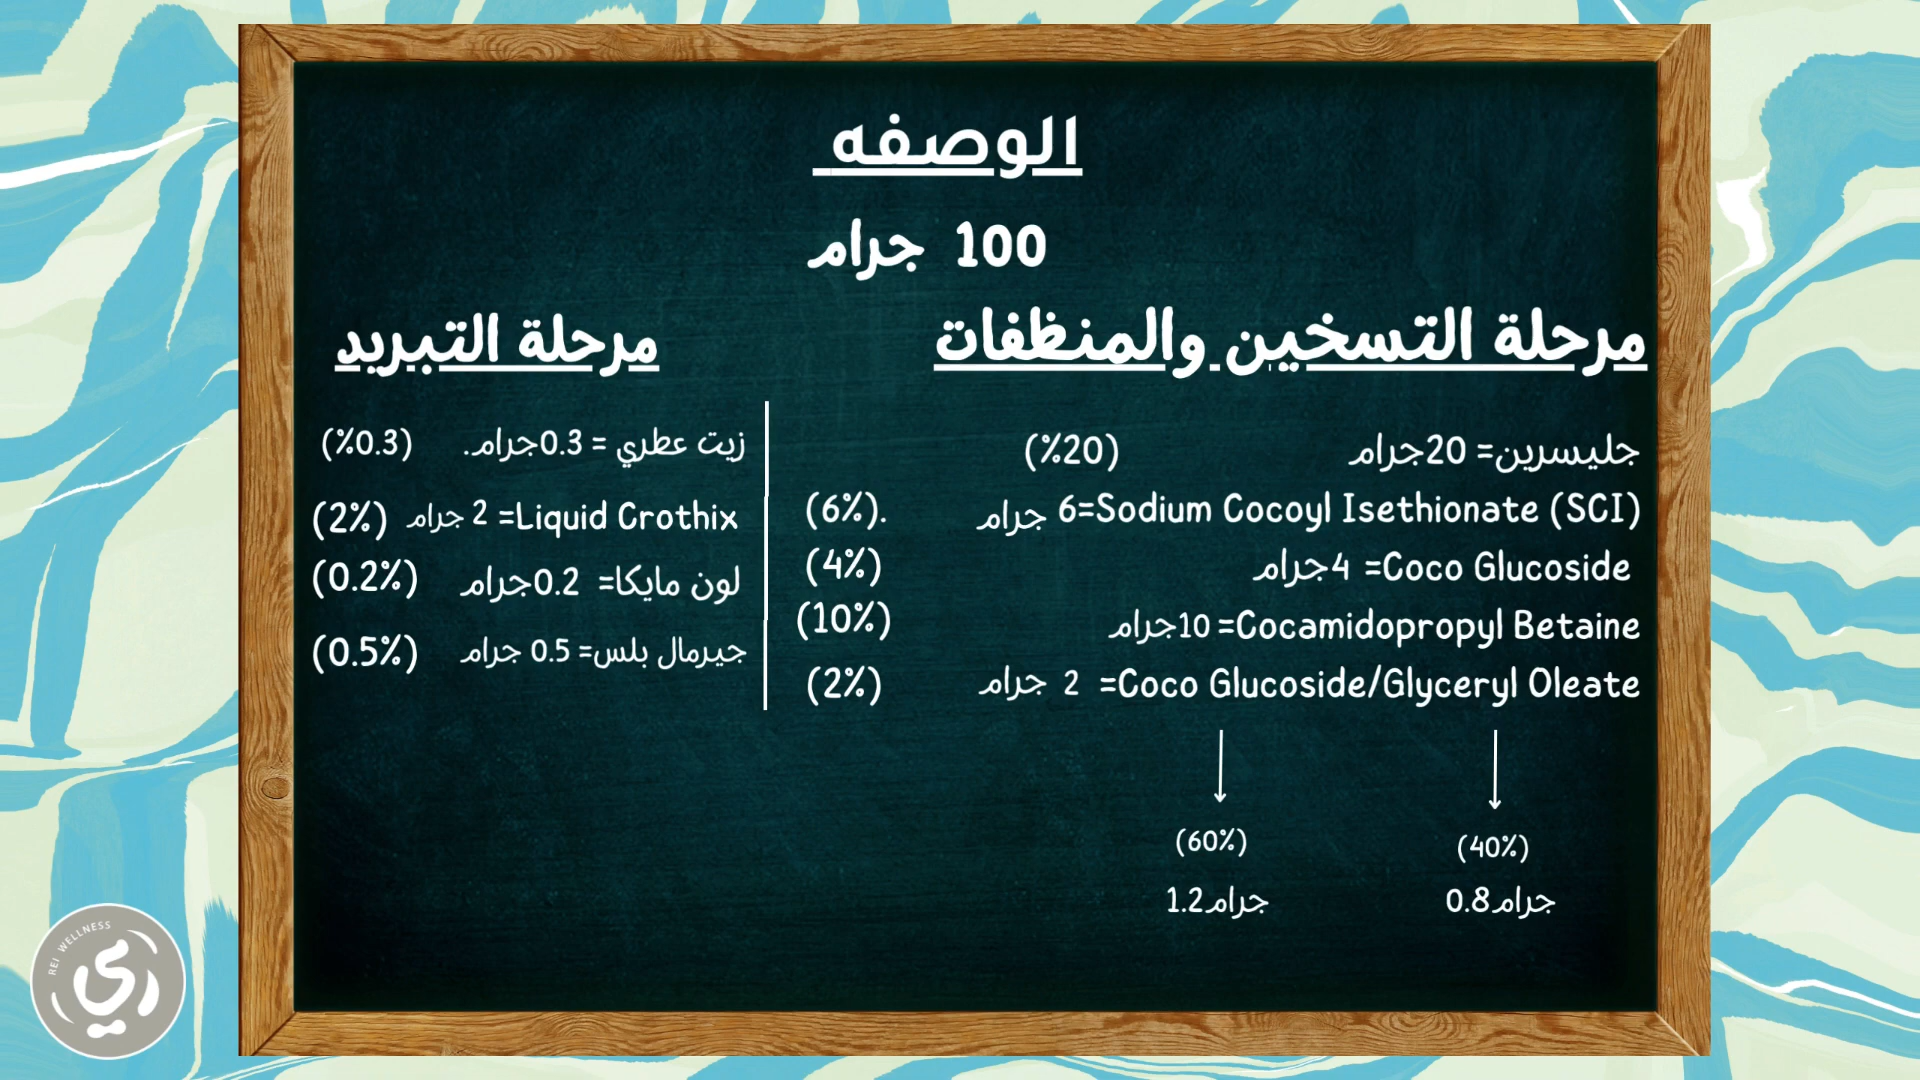 الوصفه
100 جرام
مرحلة التسخين والمنظفات
جليسرين= 20جرام (20%)
Sodium Cocoyl Isethionate (SCI)=6 جرام (6%).
Coco Glucoside= 4جرام (4%)
Cocamidopropyl Betaine= 10جرام (10%)
Coco Glucoside/Glyceryl Oleate= 2 جرام (2%)
(40%) (60%)
0.8جرام 1.2جرام
مرحلة التبريد
زيت عطري = 0.3جرام. (0.3%)
Liquid Crothix= 2 جرام (2%)
لون مايكا= 0.2جرام (0.2%)
جيرمال بلس= 0.5 جرام (0.5%)
REI WELLNESS
ري